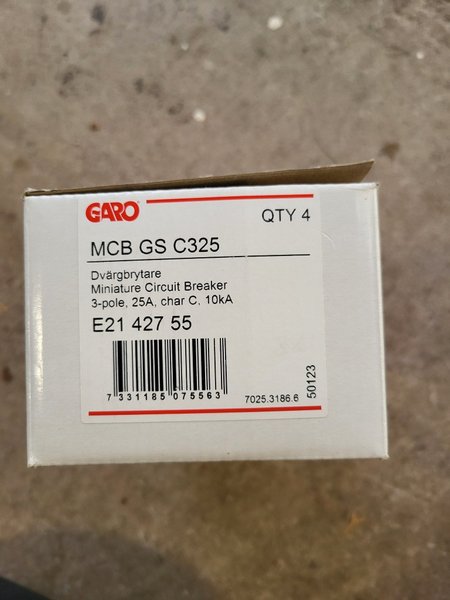 GARO
QTY 4
MCB GS C325
Dvärgbrytare
Miniature Circuit Breaker
3-pole, 25A, char C, 10kA
E21 427 55
7 331185 075563
7025.3186.6
50123